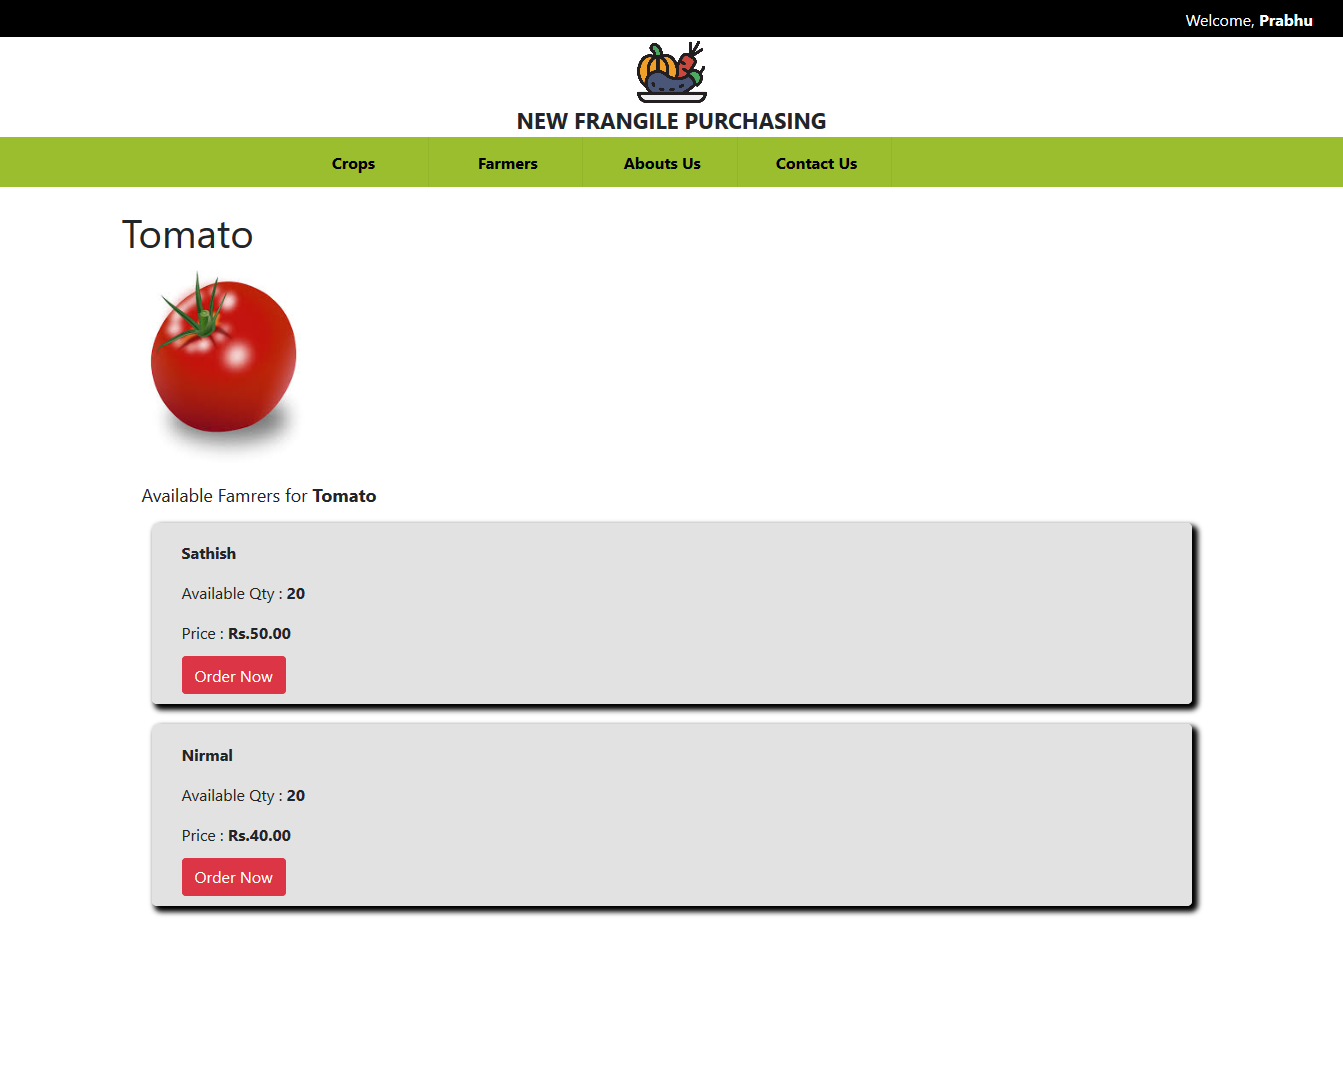 Welcome, Prabhu
NEW FRANGILE PURCHASING
Crops Farmers Abouts Us Contact Us
Tomato
Available Famrers for Tomato
Sathish
Available Qty : 20
Price : Rs.50.00
Order Now
Nirmal
Available Qty : 20
Price : Rs.40.00
Order Now